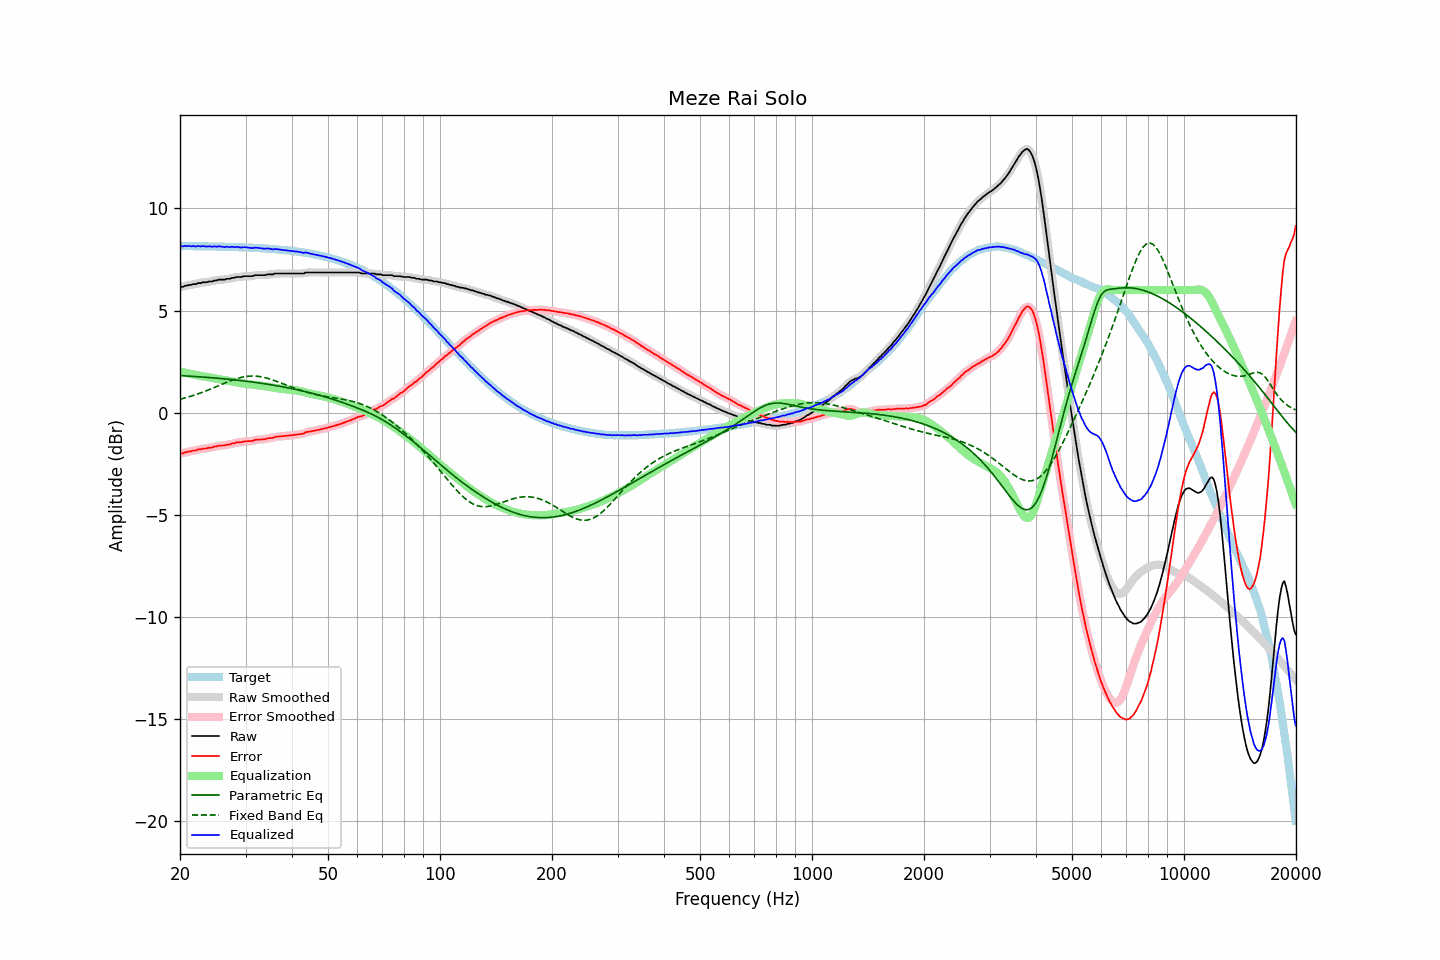 Meze Rai Solo
Amplitude (dBr)
10
5
0
−5
−10
−15
−20
Target
Raw Smoothed
Error Smoothed
Raw
Error
Equalization
Parametric Eq
Fixed Band Eq
Equalized
20 50 100 200 500 1000 2000 5000 10000 20000
Frequency (Hz)